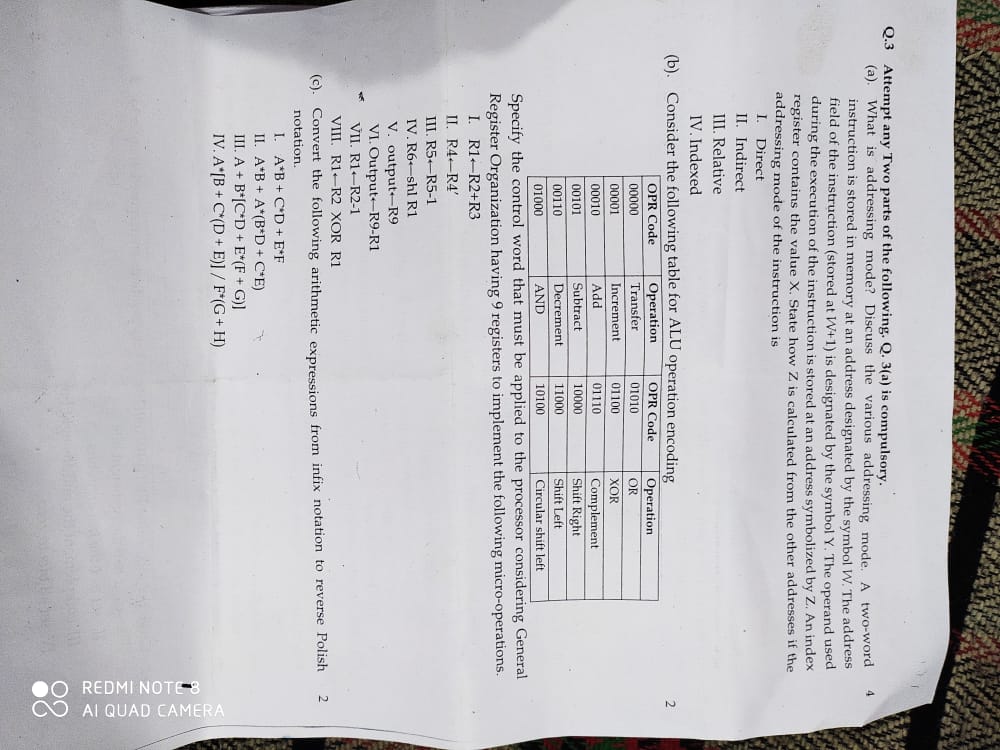 Q.3 Attempt any Two parts of the following. Q. 3(a) is compulsory.
(a). What is addressing mode? Discuss the various addressing mode. A two-word 4
instruction is stored in memory at an address designated by the symbol W. The address
field of the instruction (stored at W+1) is designated by the symbol Y. The operand used
during the execution of the instruction is stored at an address symbolized by Z. An index
register contains the value X. State how Z is calculated from the other addresses if the
addressing mode of the instruction is
I. Direct
II. Indirect
III. Relative
IV. Indexed
(b). Consider the following table for ALU operation encoding 2
OPR Code Operation OPR Code Operation
00000 Transfer 01010 OR
00001 Increment 01100 XOR
00010 Add 01110 Complement
00101 Subtract 10000 Shift Right
00110 Decrement 11000 Shift Left
01000 AND 10100 Circular shift left
Specify the control word that must be applied to the processor considering General
Register Organization having 9 registers to implement the following micro-operations.
I. R1←R2+R3
II. R4←R4′
III. R5←R5-1
IV. R6←shl R1
V. output←R9
VI. Output←R9-R1
VII. R1←R2-1
VIII. R1←R2 XOR R1
(c). Convert the following arithmetic expressions from infix notation to reverse Polish 2
notation.
I. A*B + C*D + E*F
II. A*B + A*(B*D + C*E)
III. A + B*[C*D + E*(F + G)]
IV. A*[B + C*(D + E)] / F*(G + H)
REDMI NOTE 8
AI QUAD CAMERA